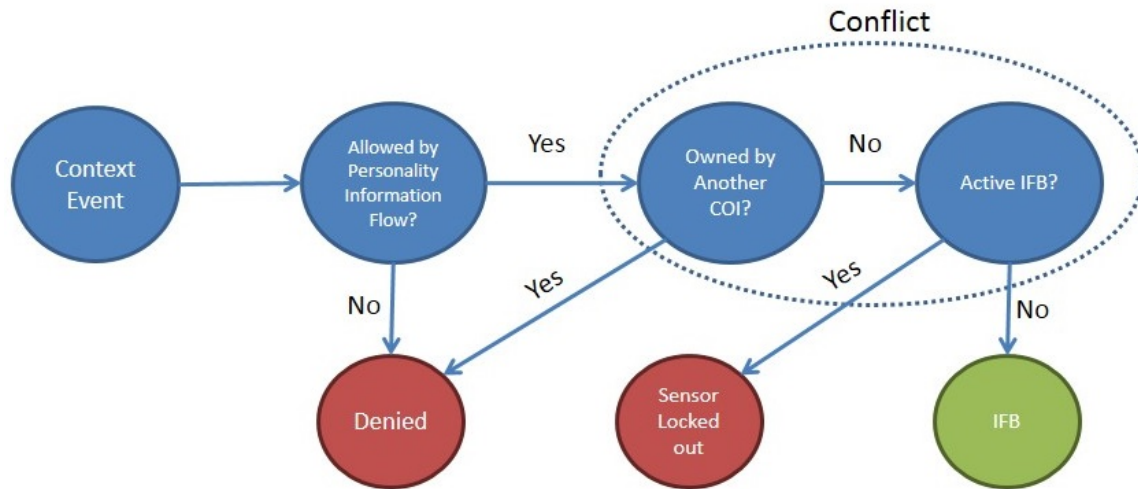 Conflict
Context
Event
Allowed by
Personality
Information
Flow?
Yes
Owned by
Another
COI?
No
Active IFB?
No
Yes
Yes
No
Denied
Sensor
Locked
out
IFB